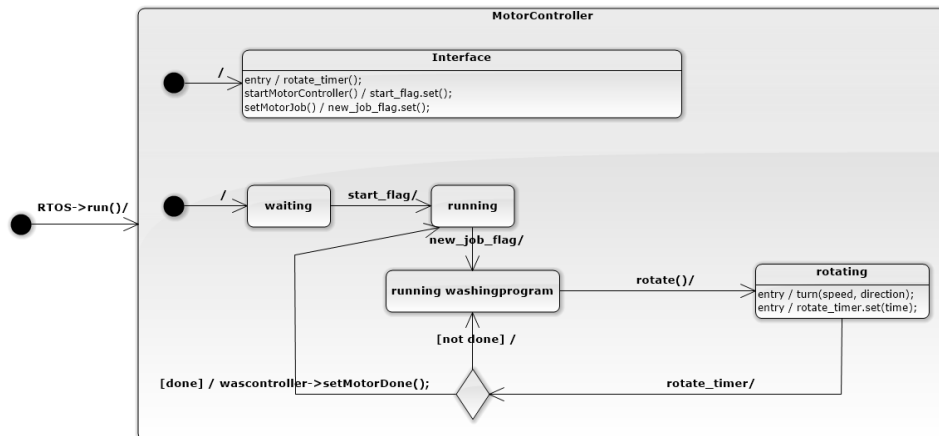 MotorController
Interface
/
entry / rotate_timer();
startMotorController() / start_flag.set();
setMotorJob() / new_job_flag.set();
RTOS->run()/
/
waiting
start_flag/
running
new_job_flag/
running washingprogram
rotate()/
rotating
entry / turn(speed, direction);
entry / rotate_timer.set(time);
[not done] /
[done] / wascontroller->setMotorDone();
rotate_timer/